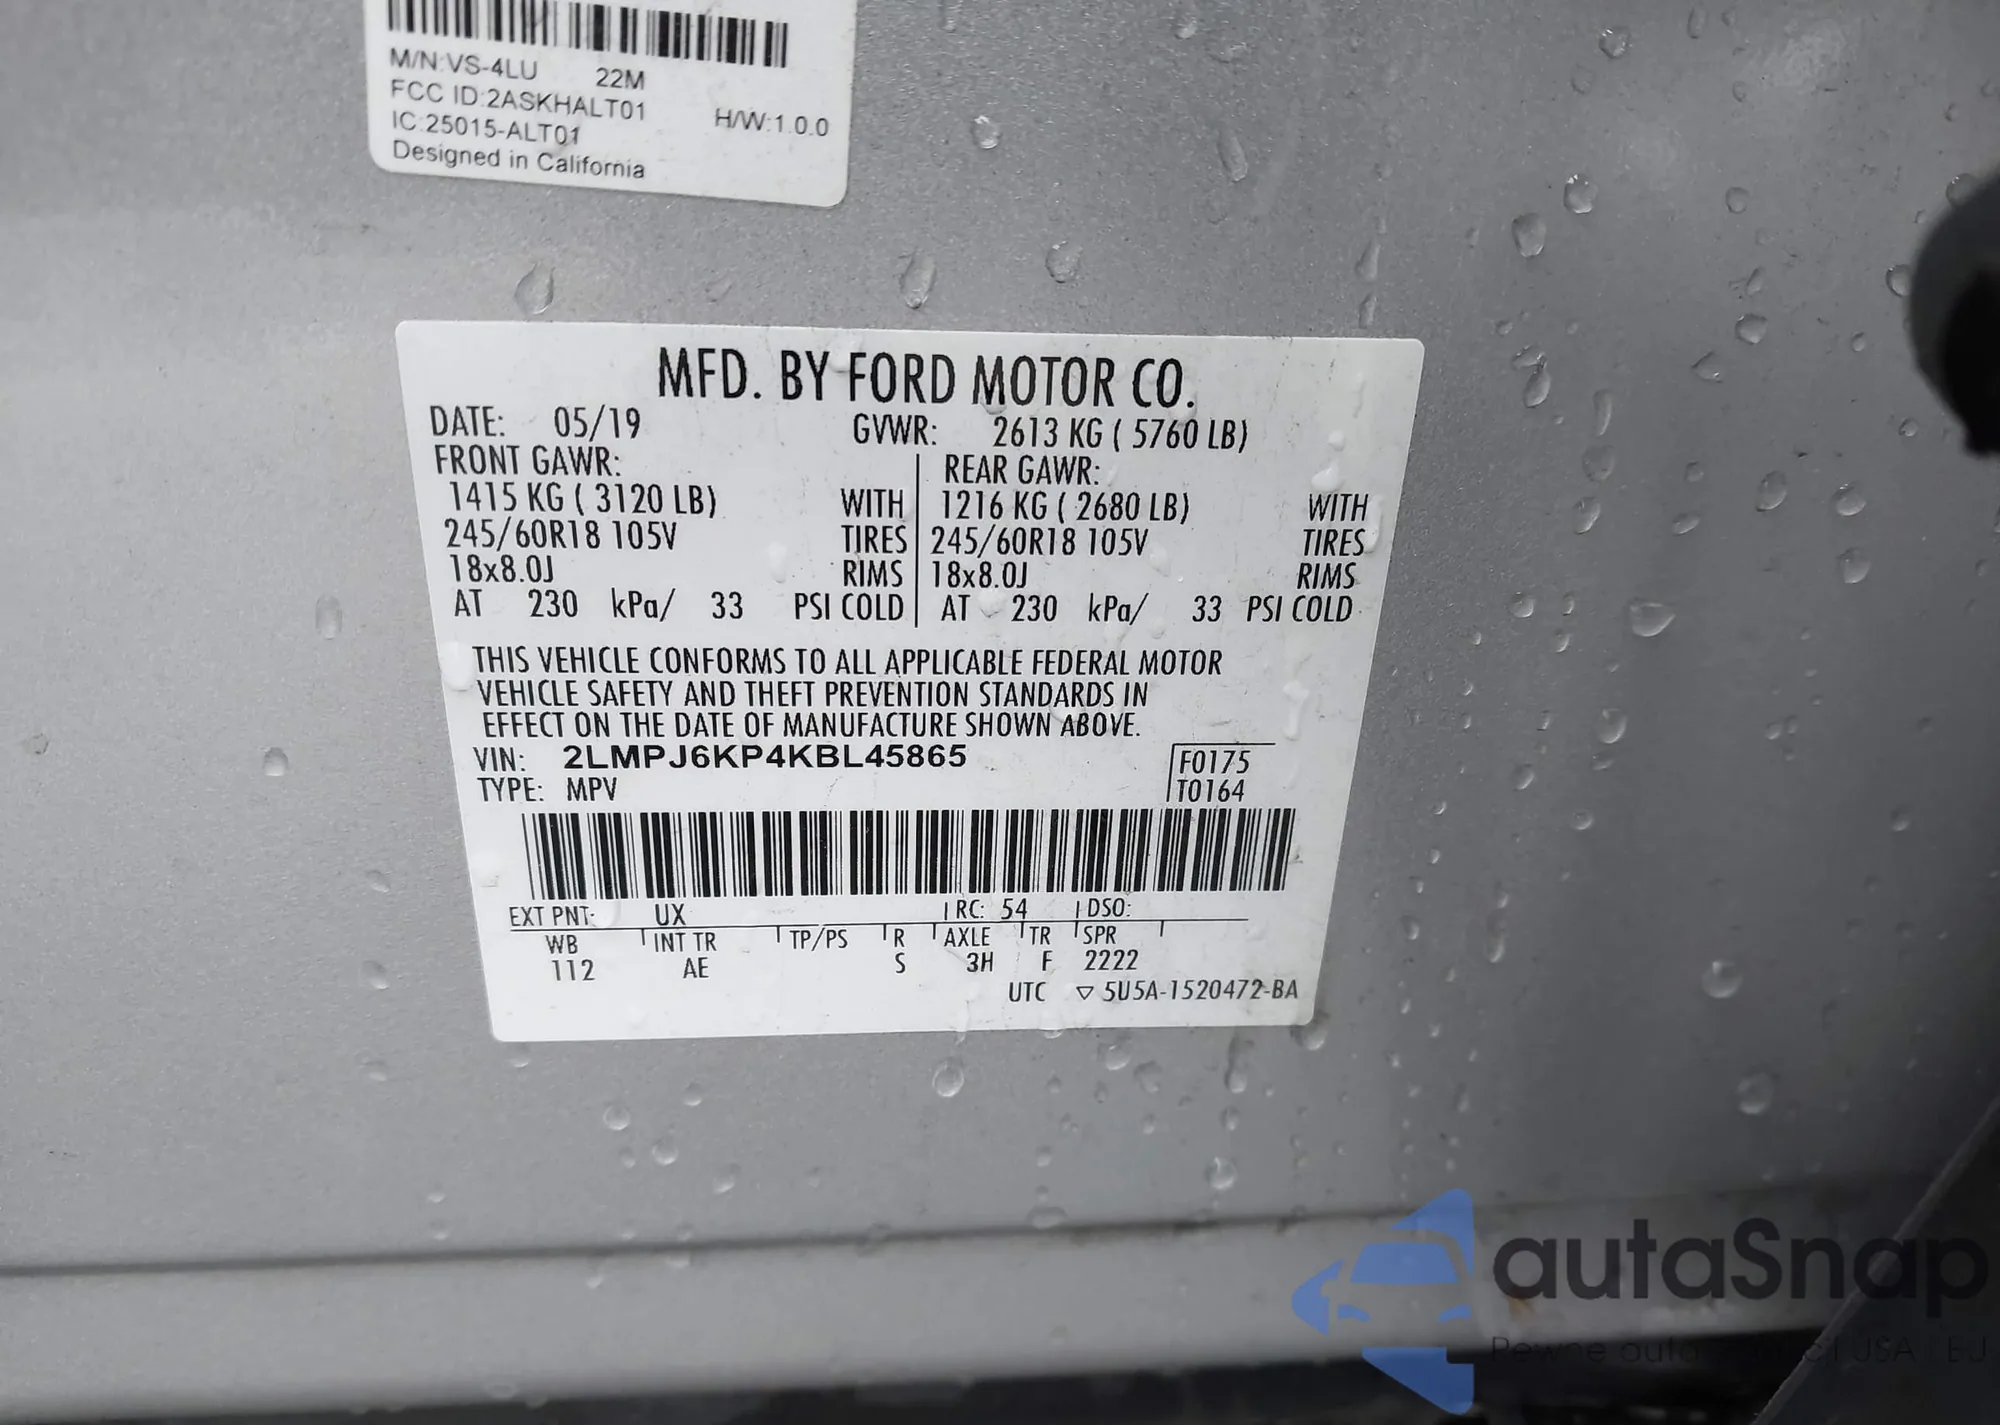 M/N:VS-4LU 22M
FCC ID:2ASKHALT01 H/W:1.0.0
IC:25015-ALT01
Designed in California
MFD. BY FORD MOTOR CO.
DATE: 05/19 GVWR: 2613 KG ( 5760 LB)
FRONT GAWR: REAR GAWR:
1415 KG ( 3120 LB) WITH 1216 KG ( 2680 LB) WITH
245/60R18 105V TIRES 245/60R18 105V TIRES
18x8.0J RIMS 18x8.0J RIMS
AT 230 kPa/ 33 PSI COLD AT 230 kPa/ 33 PSI COLD
THIS VEHICLE CONFORMS TO ALL APPLICABLE FEDERAL MOTOR
VEHICLE SAFETY AND THEFT PREVENTION STANDARDS IN
EFFECT ON THE DATE OF MANUFACTURE SHOWN ABOVE.
VIN: 2LMPJ6KP4KBL45865 F0175
TYPE: MPV T0164
EXT PNT: UX RC: 54 DSO:
WB INT TR TP/PS R AXLE TR SPR
112 AE S 3H F 2222
UTC ▽ 5U5A-1520472-BA
autaSnap
Pewne auta USA